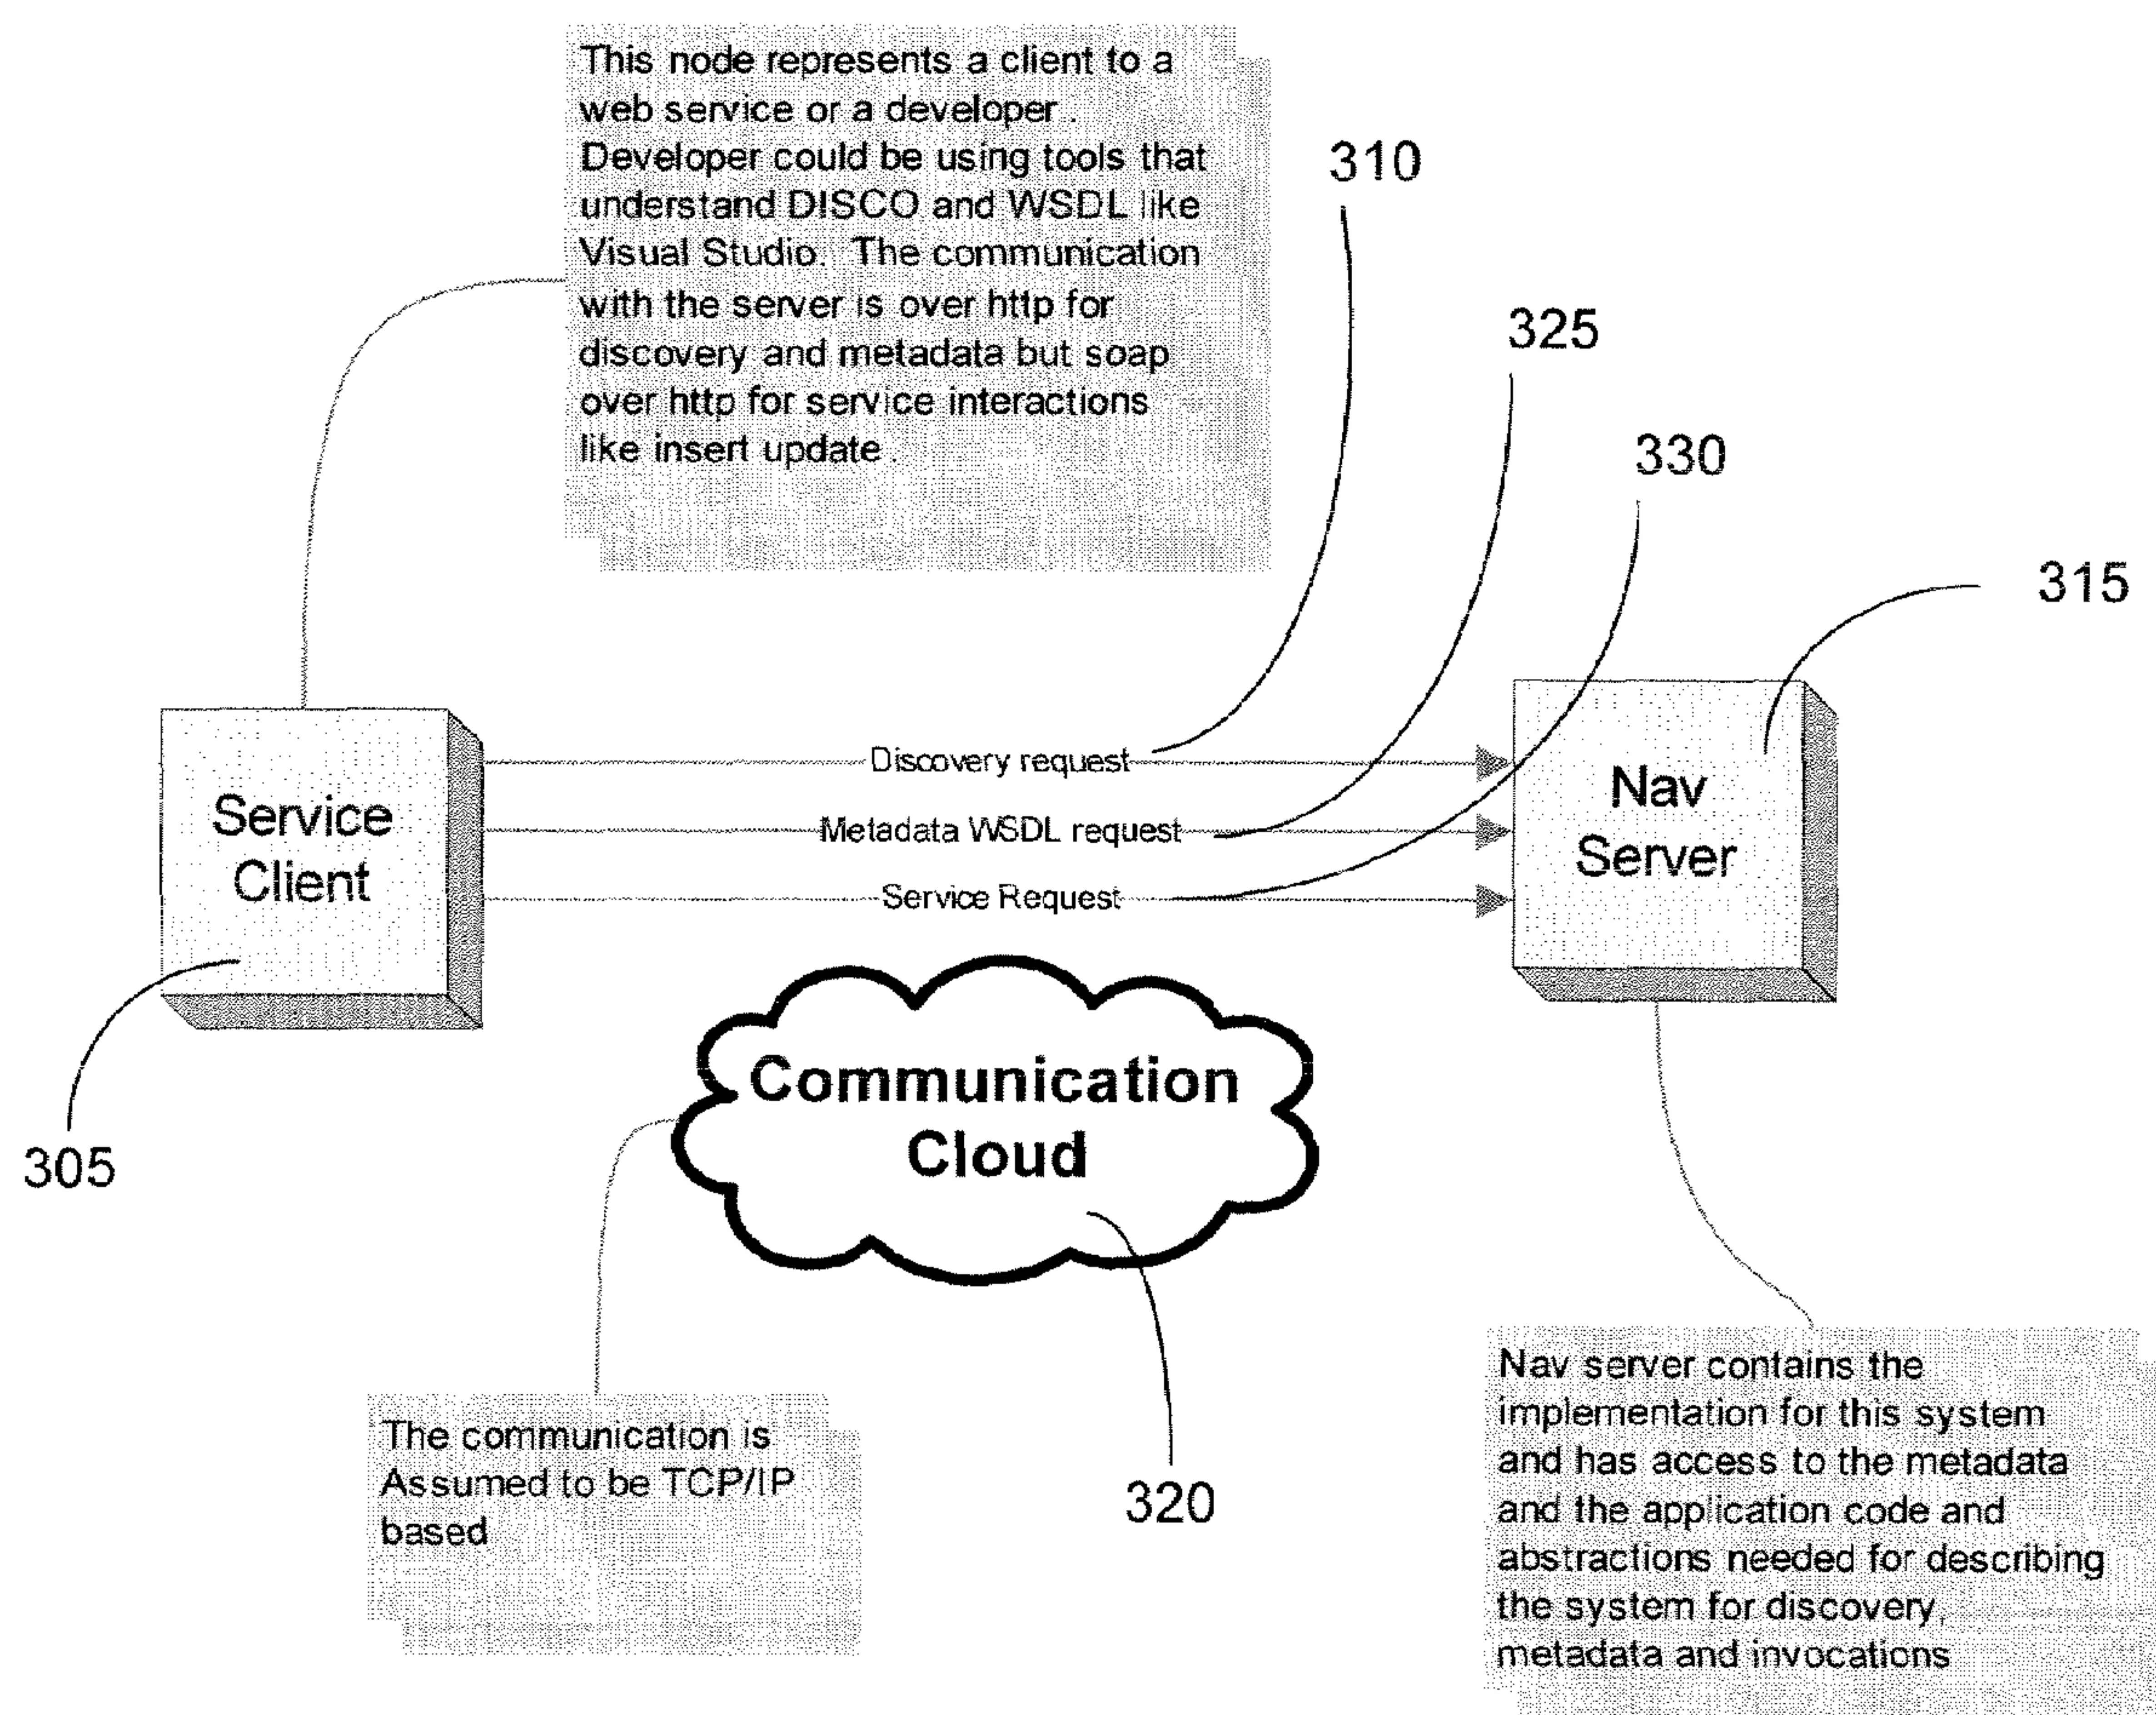 This node represents a client to a
web service or a developer.
Developer could be using tools that
understand DISCO and WSDL like
Visual Studio. The communication
with the server is over http for
discovery and metadata but soap
over http for service interactions
like insert update.
310
325
330
315
Discovery request
Metadata WSDL request
Service Request
Service
Client
Nav
Server
305
Communication
Cloud
320
The communication is
Assumed to be TCP/IP
based
Nav server contains the
implementation for this system
and has access to the metadata
and the application code and
abstractions needed for describing
the system for discovery,
metadata and invocations